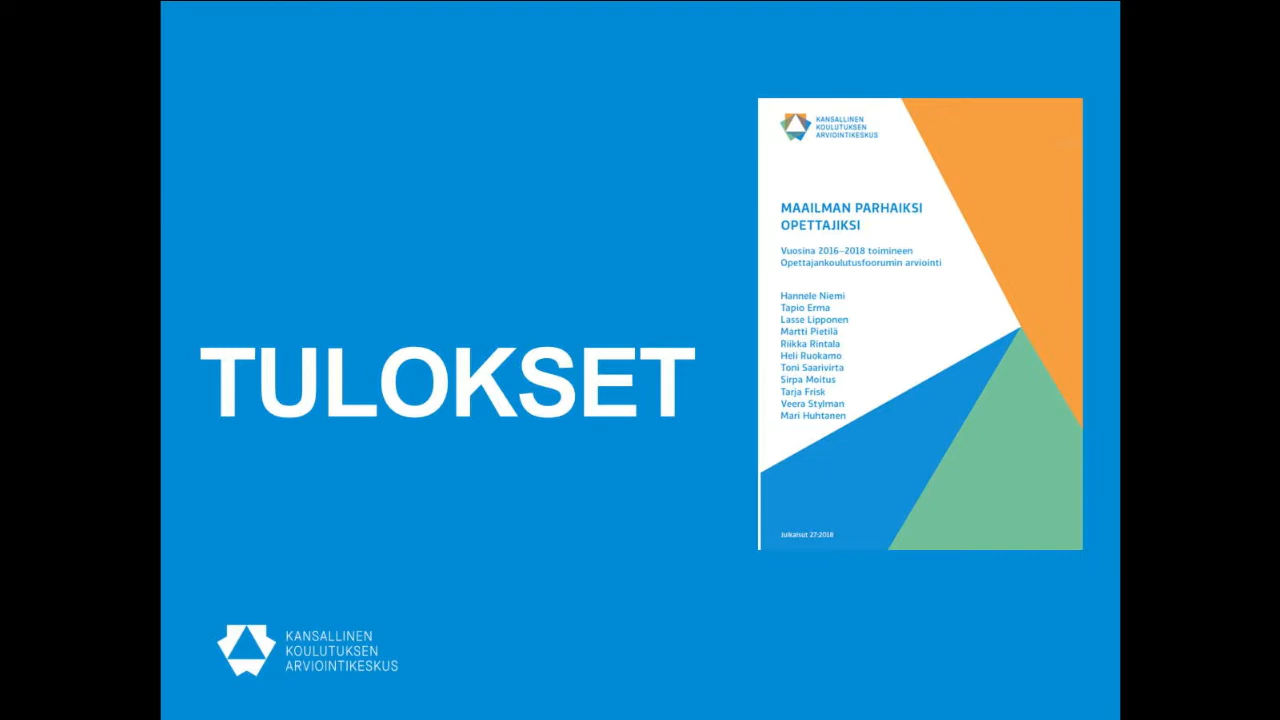 TULOKSET
KANSALLINEN
KOULUTUKSEN
ARVIOINTIKESKUS
MAAILMAN PARHAIKSI
OPETTAJIKSI
Vuosina 2016–2018 toimineen
Opettajankoulutusfoorumin arviointi
Hannele Niemi
Tapio Erma
Lasse Lipponen
Martti Pietilä
Riikka Rintala
Heli Ruokamo
Toni Saarivirta
Sirpa Moitus
Tarja Frisk
Veera Stylman
Mari Huhtanen
Julkaisut 27:2018
KANSALLINEN
KOULUTUKSEN
ARVIOINTIKESKUS